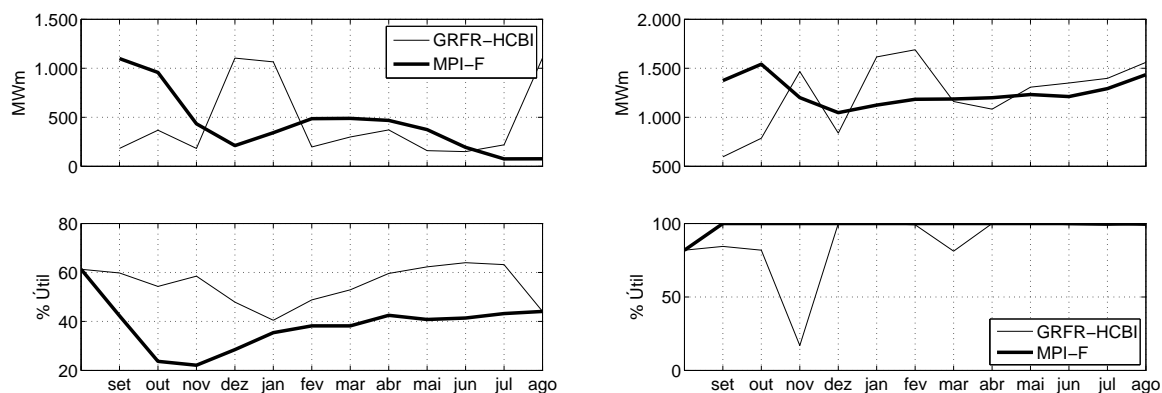 1.500
1.000
500
0
MWm
GRFR-HCBI
MPI-F
2.000
1.500
1.000
500
MWm
80
60
40
20
% Útil
set out nov dez jan fev mar abr mai jun jul ago
100
50
0
% Útil
GRFR-HCBI
MPI-F
set out nov dez jan fev mar abr mai jun jul ago